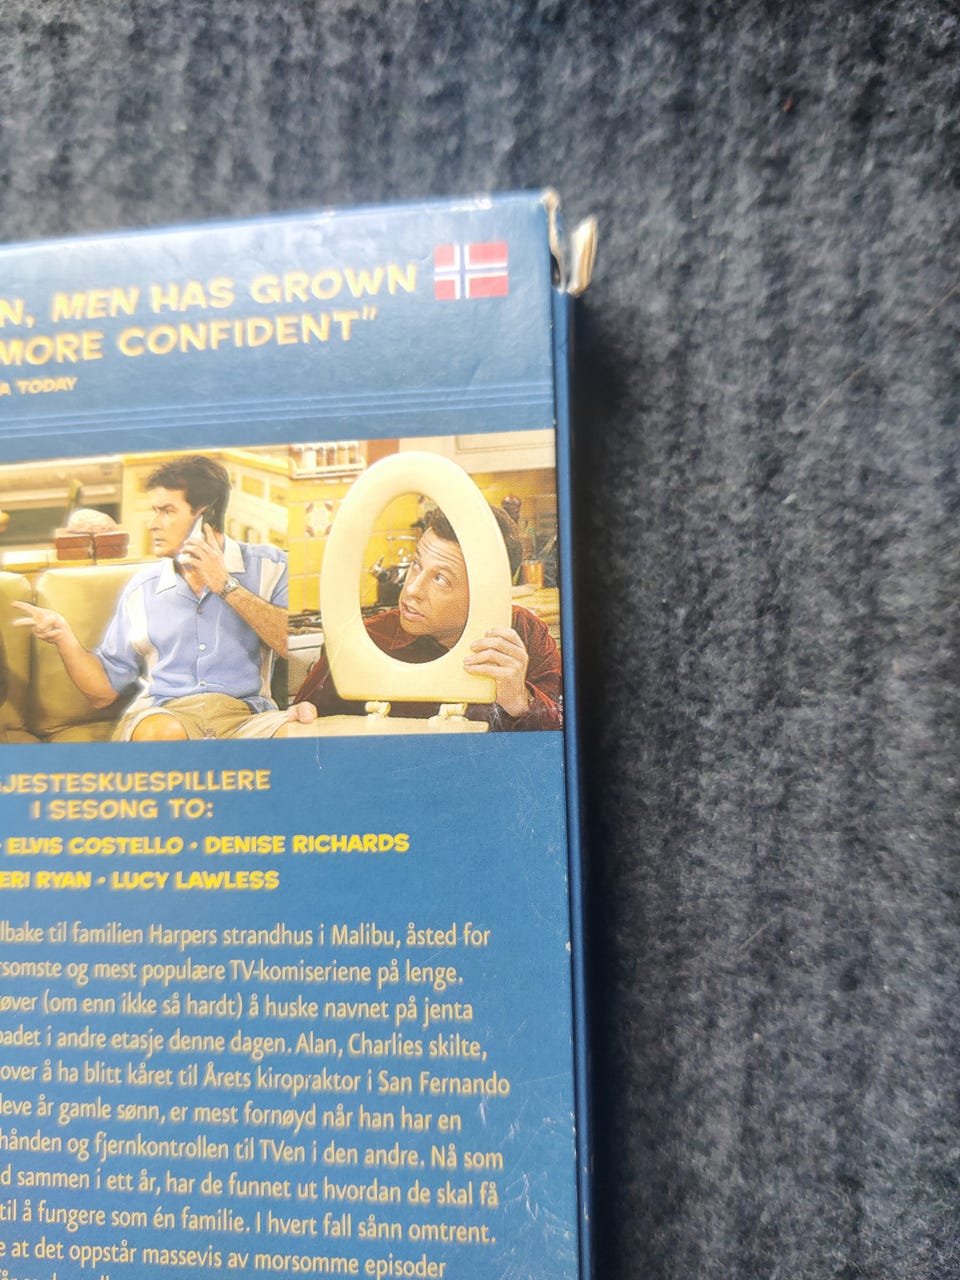 N, MEN HAS GROWN
MORE CONFIDENT"
A TODAY
JESTESKUESPILLERE
I SESONG TO:
• ELVIS COSTELLO • DENISE RICHARDS
ERI RYAN • LUCY LAWLESS
lbake til familien Harpers strandhus i Malibu, åsted for
rsomste og mest populære TV-komiseriene på lenge.
øver (om enn ikke så hardt) å huske navnet på jenta
badet i andre etasje denne dagen. Alan, Charlies skilte,
over å ha blitt kåret til Årets kiropraktor i San Fernando
leve år gamle sønn, er mest fornøyd når han har en
hånden og fjernkontrollen til TVen i den andre. Nå som
d sammen i ett år, har de funnet ut hvordan de skal få
til å fungere som én familie. I hvert fall sånn omtrent.
e at det oppstår massevis av morsomme episoder